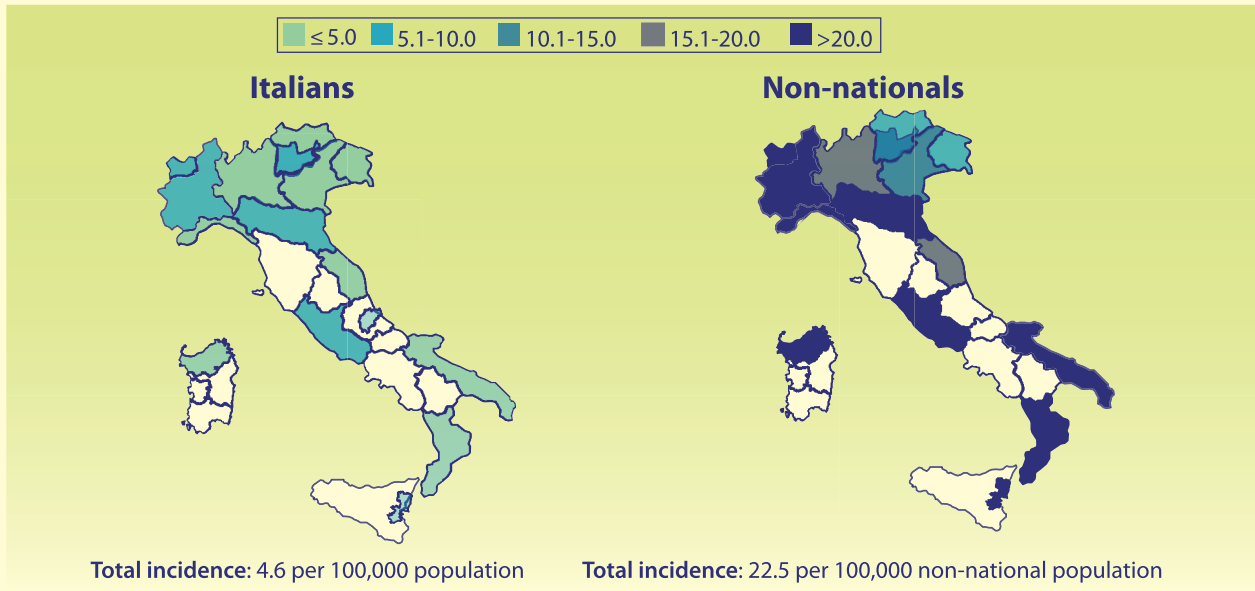 ≤ 5.0 5.1-10.0 10.1-15.0 15.1-20.0 >20.0
Italians Non-nationals
Total incidence: 4.6 per 100,000 population Total incidence: 22.5 per 100,000 non-national population